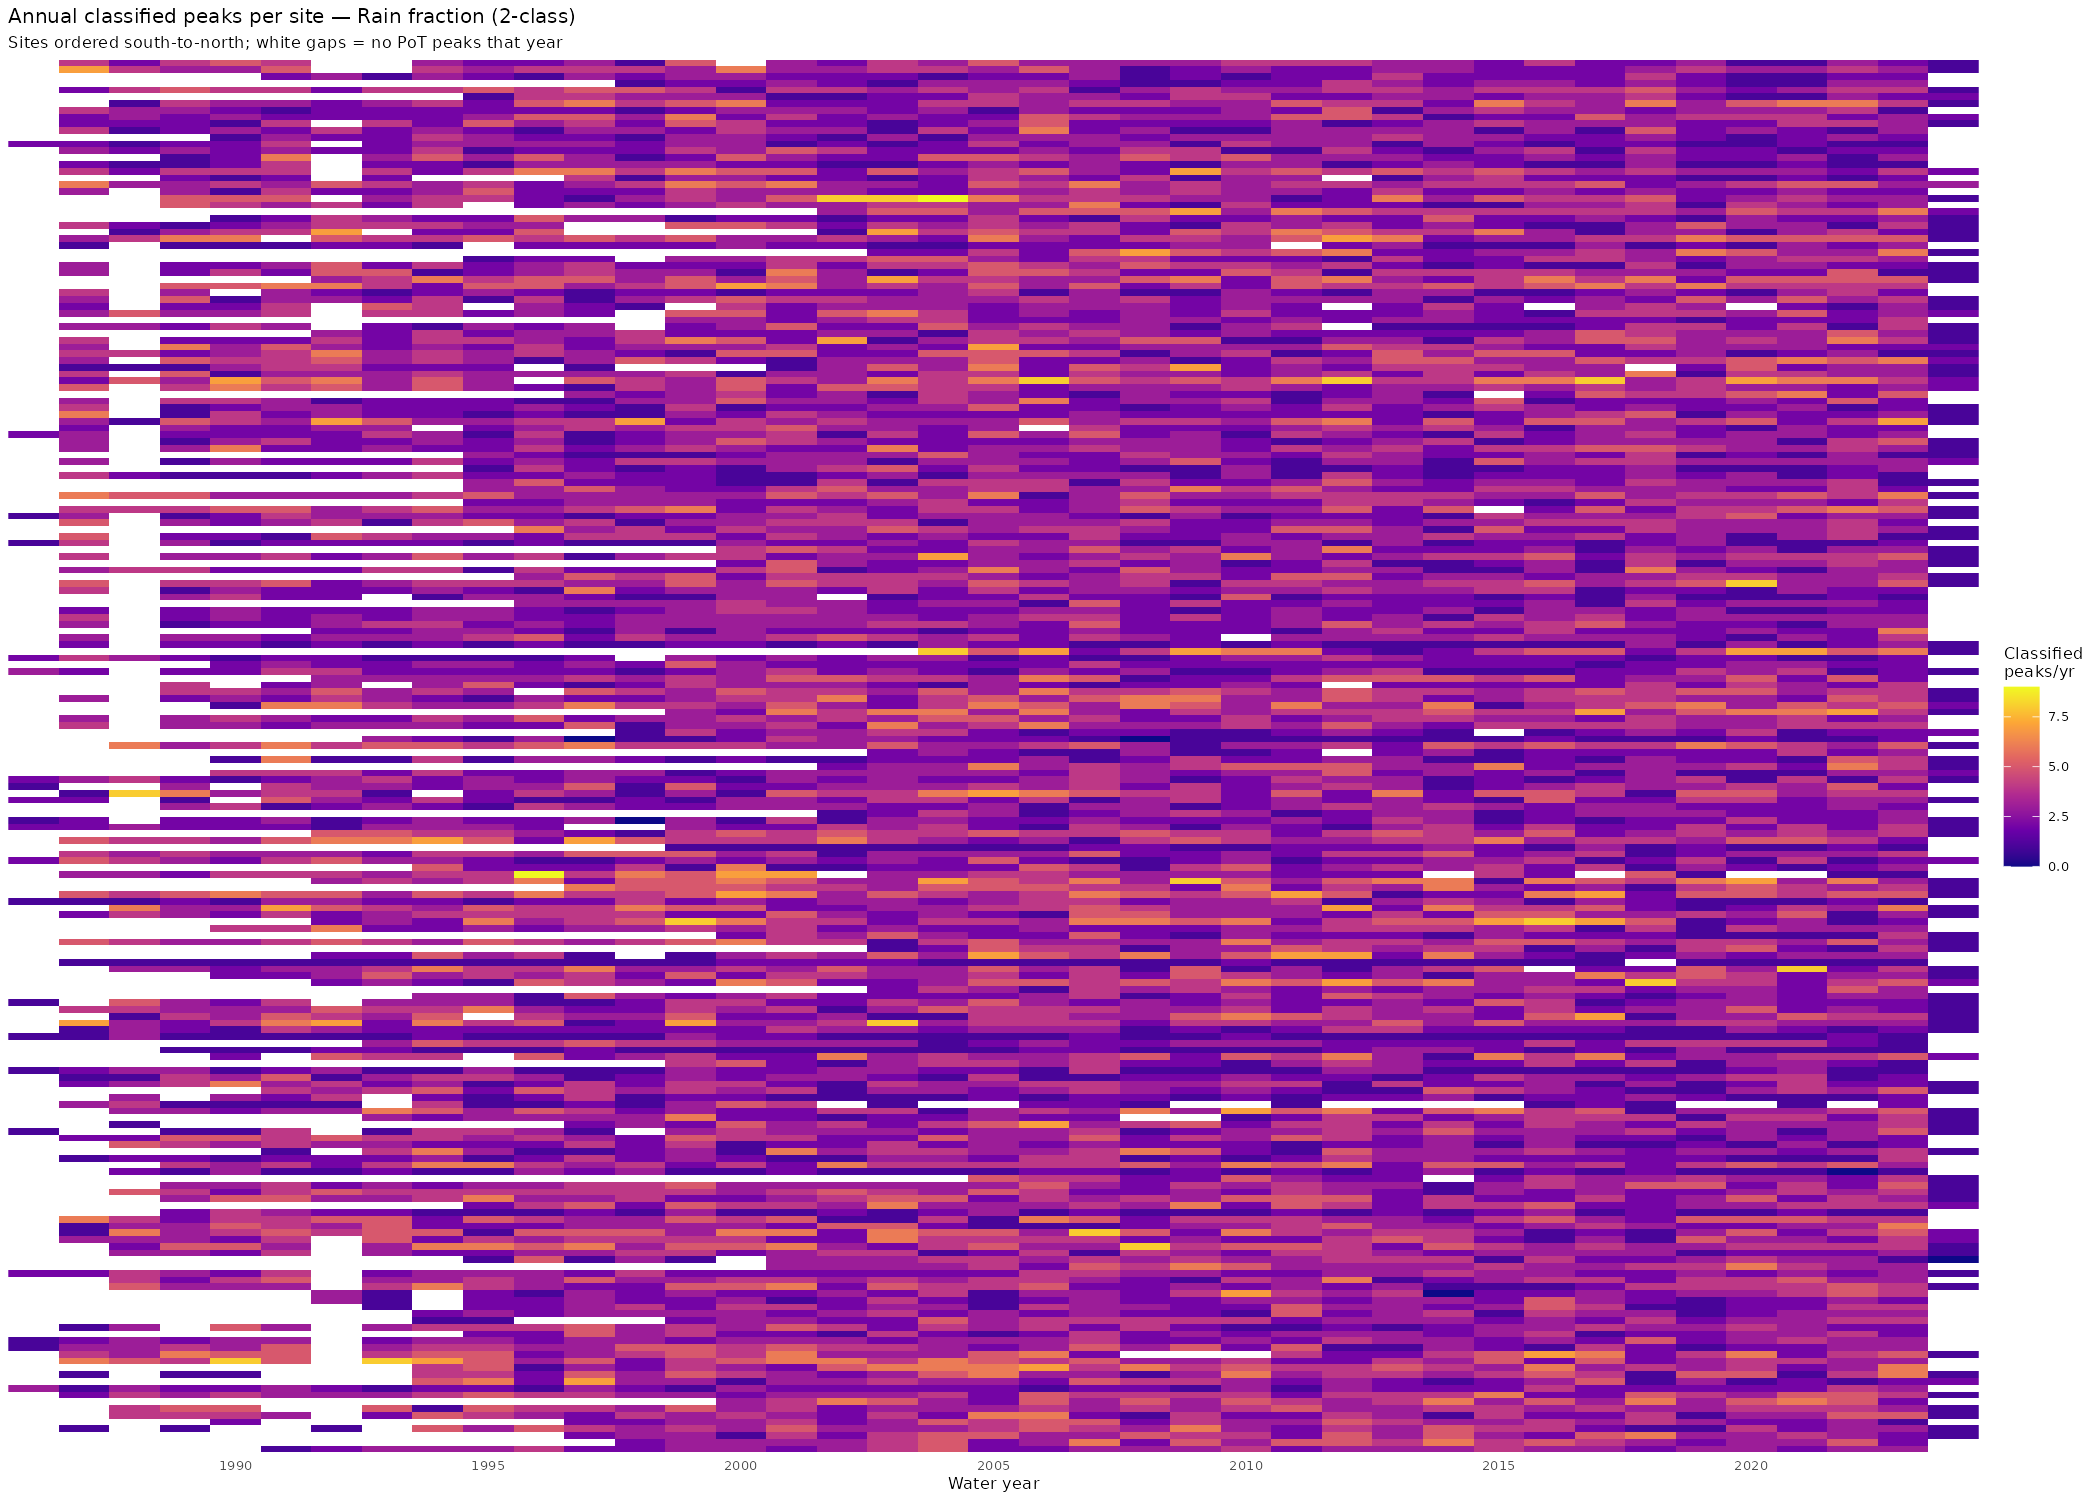 Annual classified peaks per site — Rain fraction (2-class)
Sites ordered south-to-north; white gaps = no PoT peaks that year
Classified
peaks/yr
7.5
5.0
2.5
0.0
1990
1995
2000
2005
2010
2015
2020
Water year